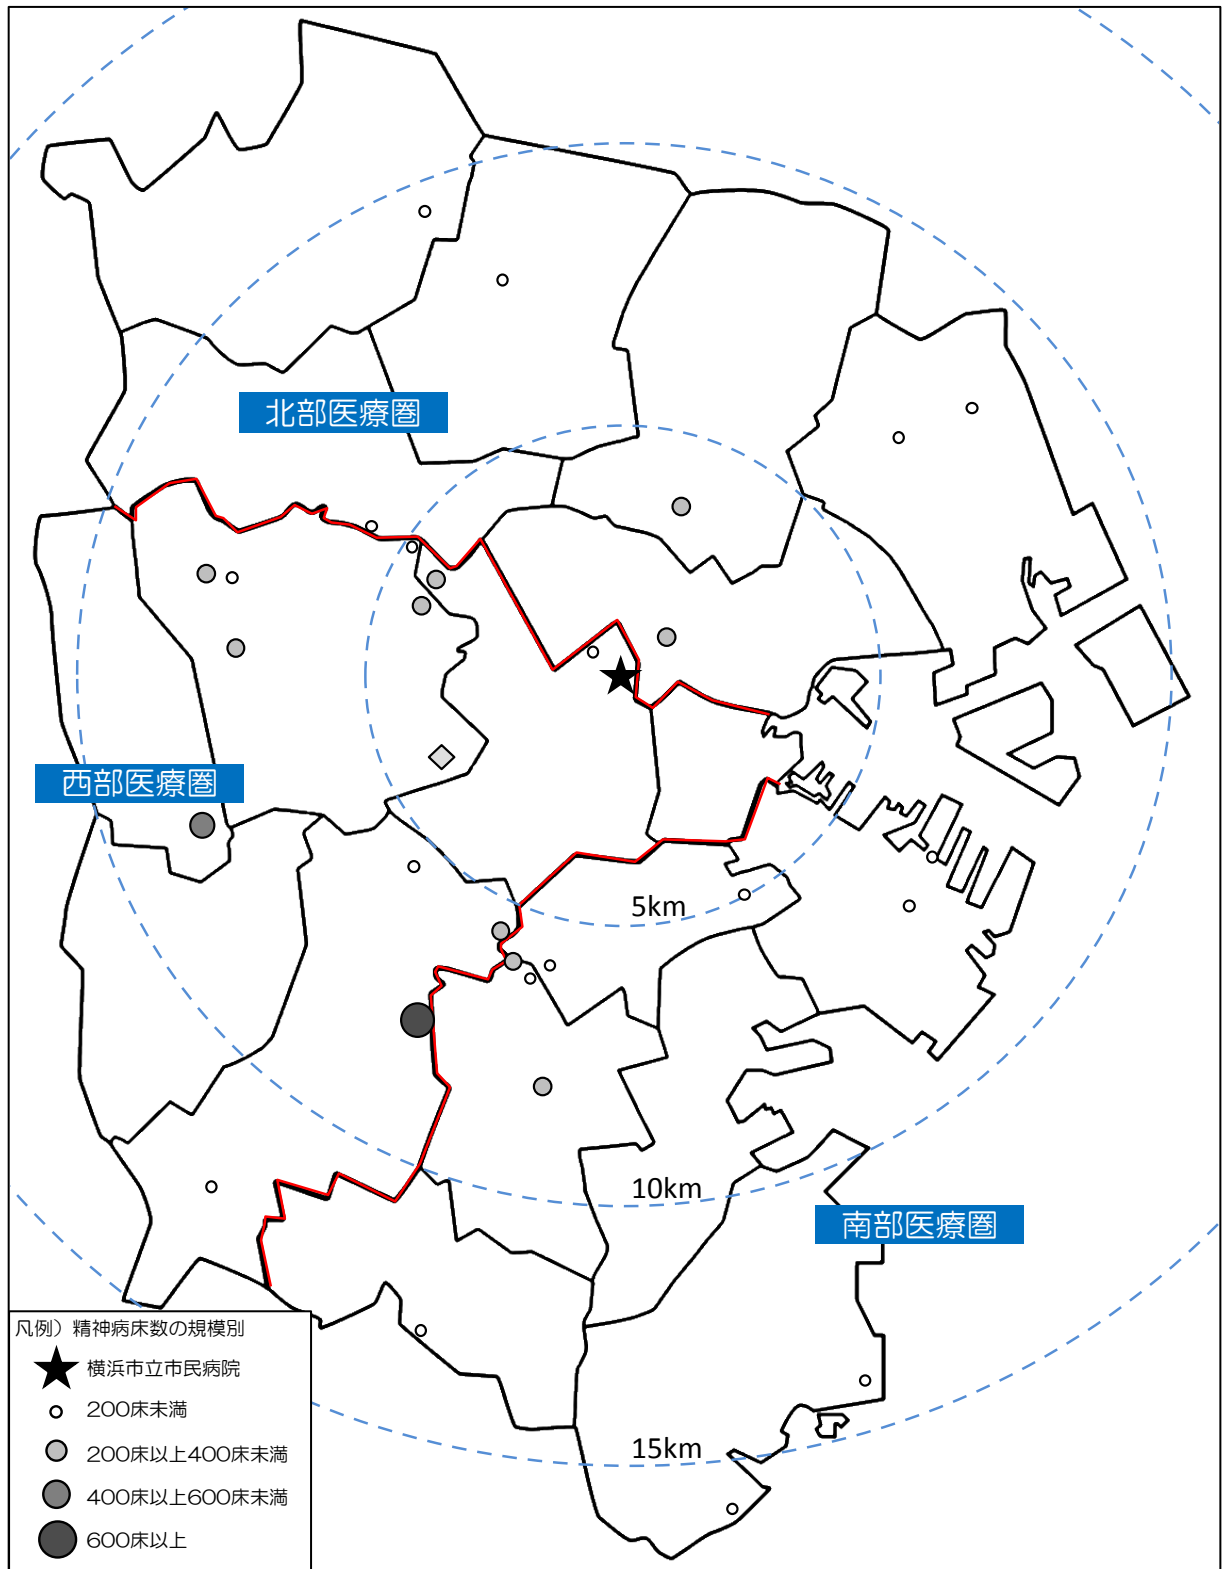 北部医療圏
西部医療圏
5km
10km
南部医療圏
15km
凡例）精神病床数の規模別
横浜市立市民病院
200床未満
200床以上400床未満
400床以上600床未満
600床以上